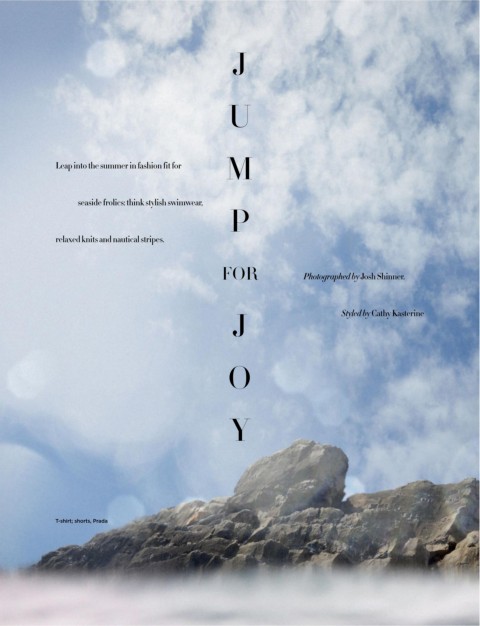 J
U
M
P
FOR
J
O
Y
Leap into the summer in fashion fit for
seaside frolics: think stylish swimwear,
relaxed knits and nautical stripes.
Photographed by Josh Shinner.
Styled by Cathy Kasterine
T-shirt; shorts, Prada